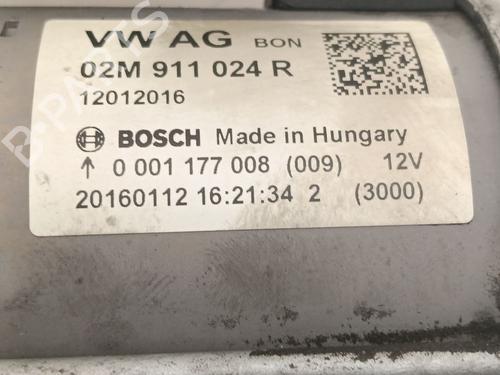 VW AG BON
02M 911 024 R
12012016
BOSCH Made in Hungary
↑ 0 001 177 008 (009) 12V
20160112 16:21:34 2 (3000)
B-PARTS